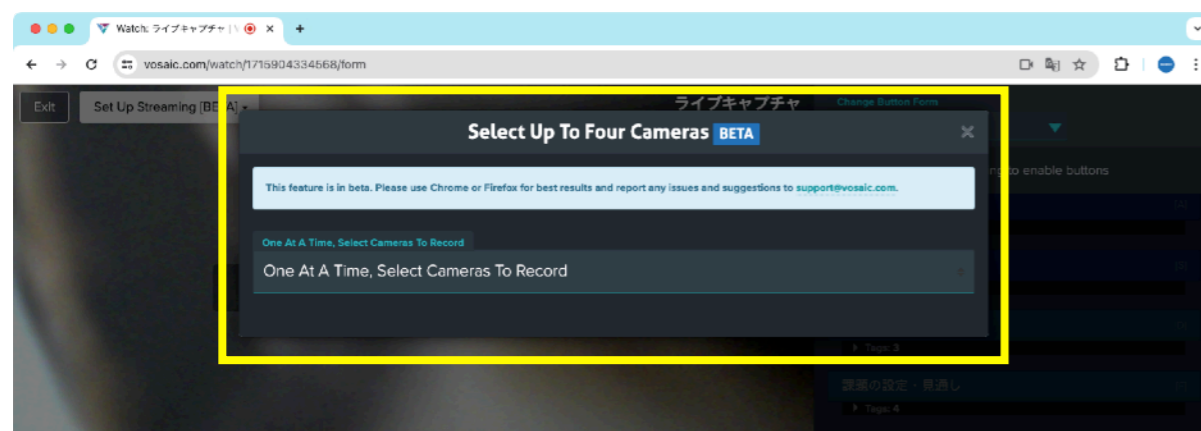 Watch: ライブキャプチャ | V
vosaic.com/watch/1715904334568/form
Exit
Set Up Streaming [BETA]
ライブキャプチャ
Change Button Form
Select Up To Four Cameras BETA
to enable buttons
This feature is in beta. Please use Chrome or Firefox for best results and report any issues and suggestions to support@vosaic.com.
One At A Time, Select Cameras To Record
One At A Time, Select Cameras To Record
Tags: 3
課題の設定・見通し
Tags: 4